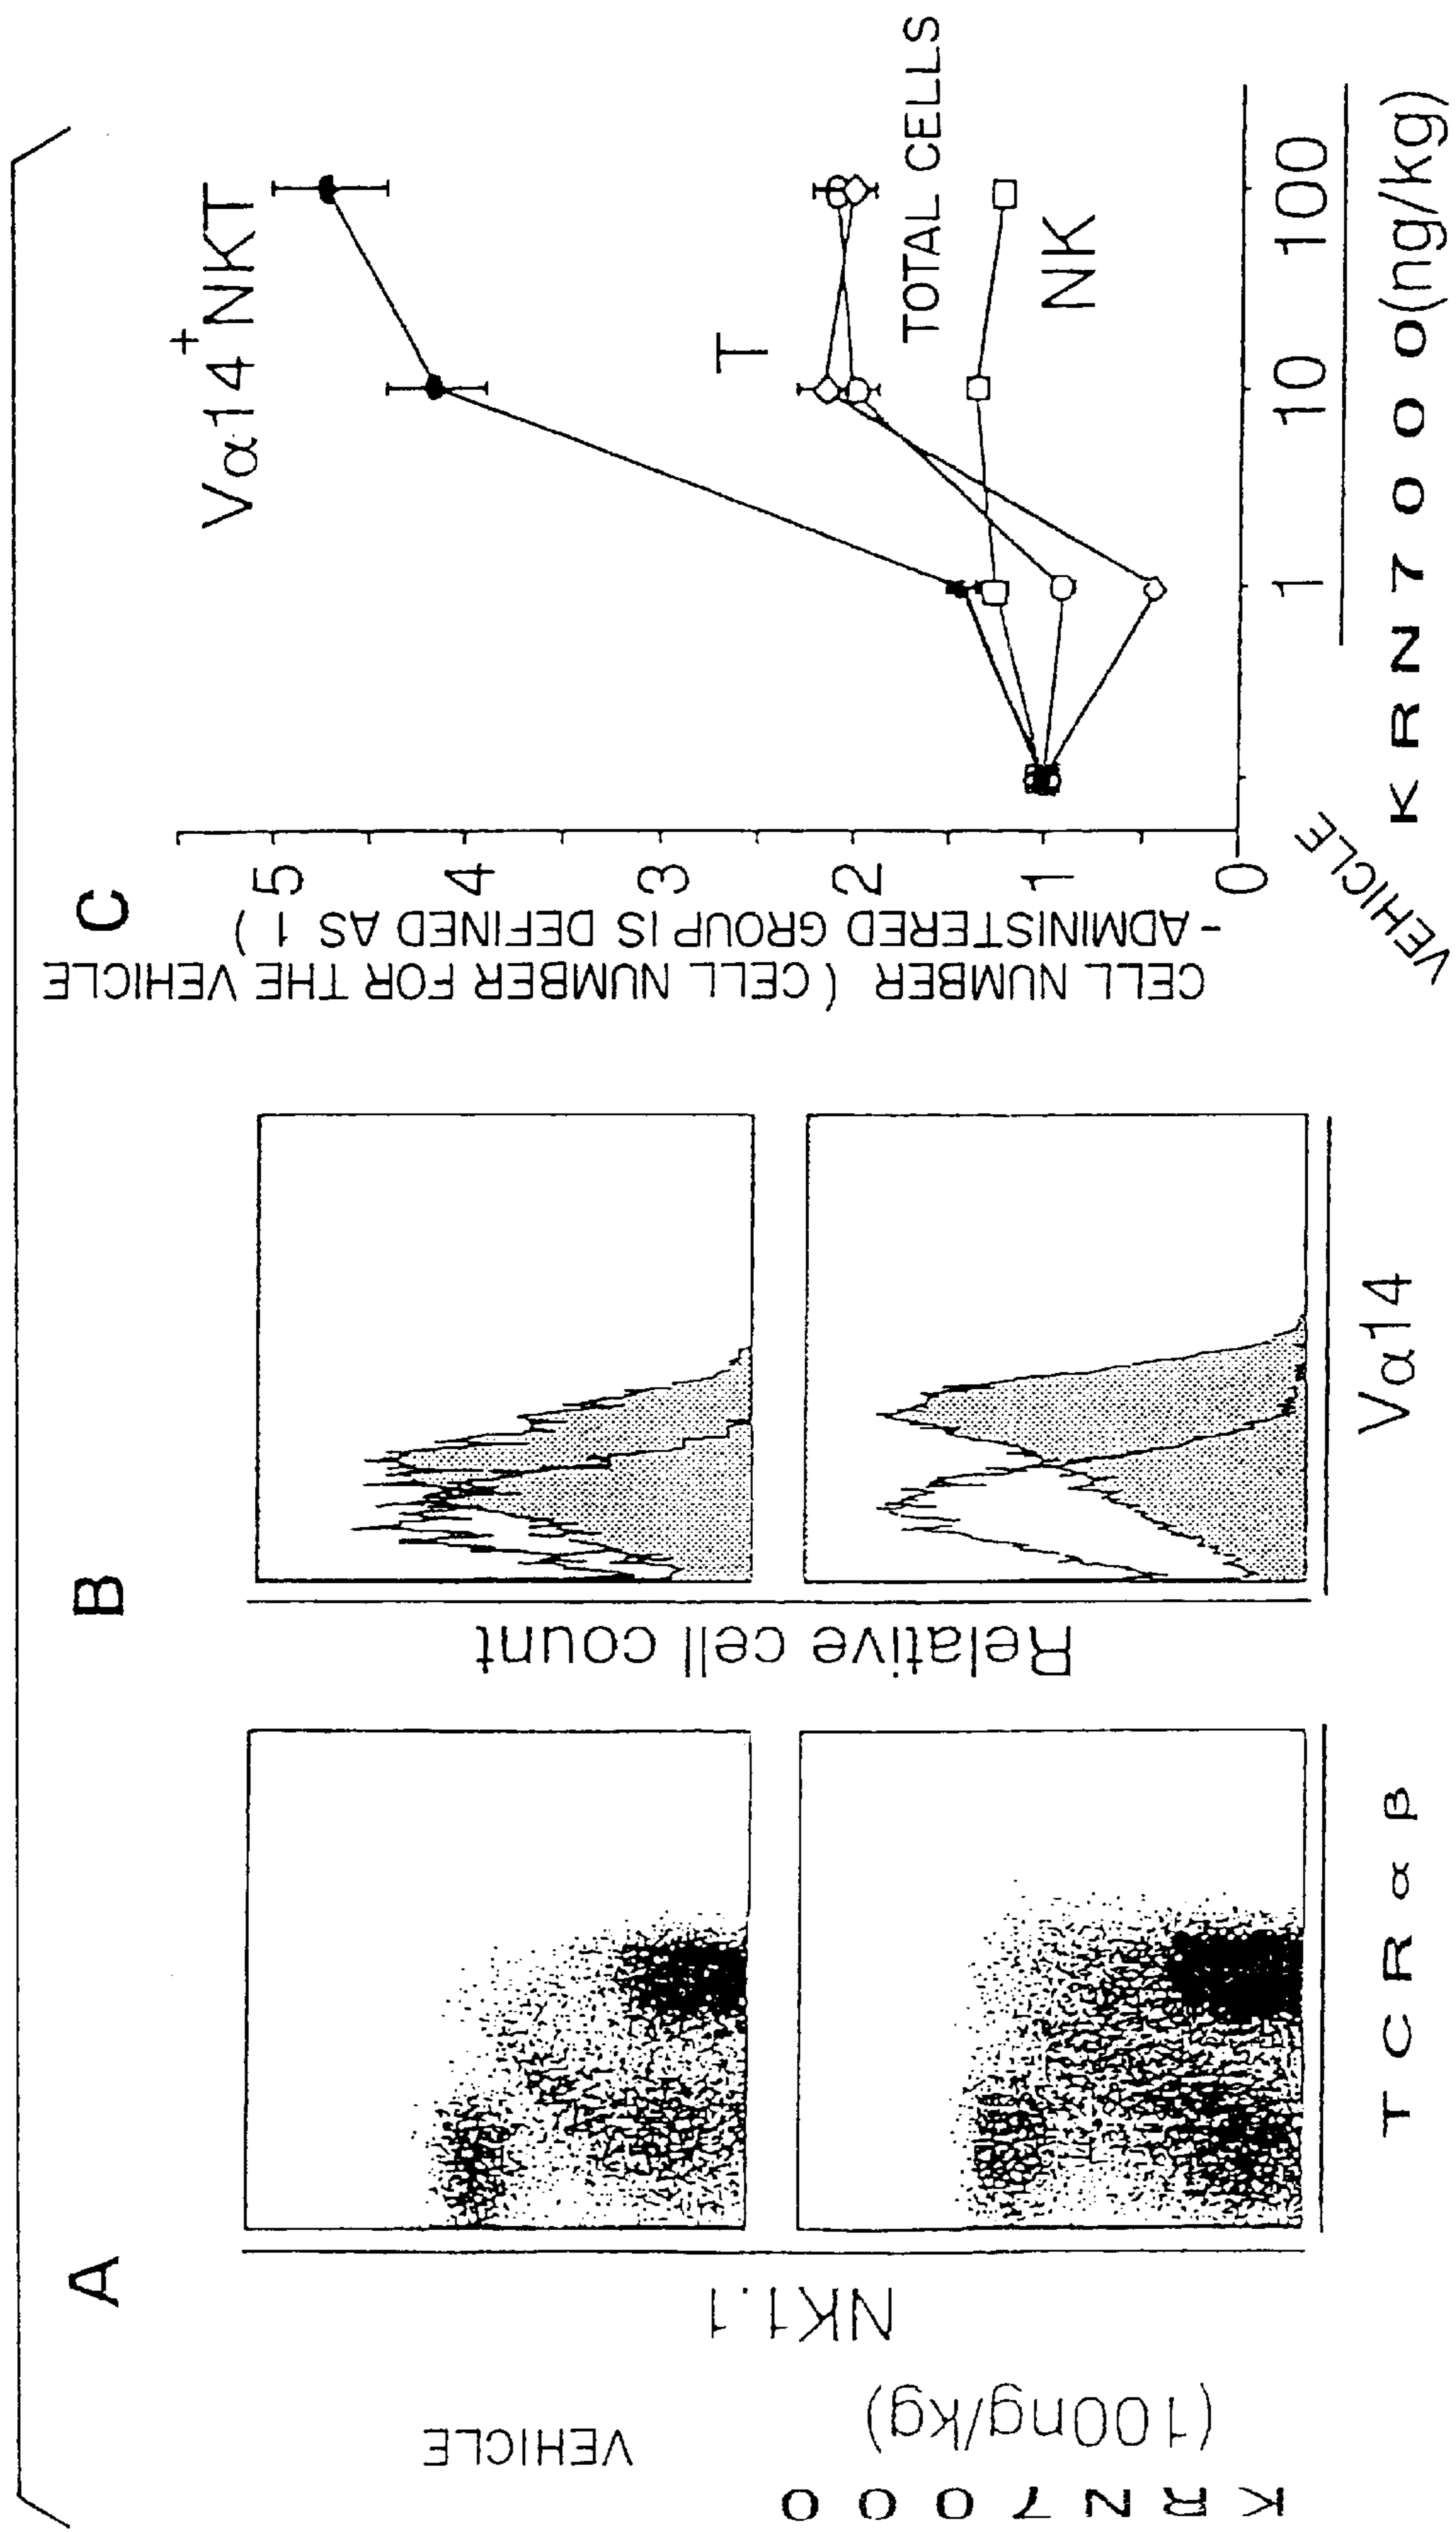 A
VEHICLE
KRN7000
(100ng/kg)
NK1.1
TCRαβ
B
Relative cell count
Vα14
C
CELL NUMBER ( CELL NUMBER FOR THE VEHICLE
-ADMINISTERED GROUP IS DEFINED AS 1 )
5
4
3
2
1
0
Vα14+NKT
T
TOTAL CELLS
NK
VEHICLE
1 10 100
KRN7000(ng/kg)